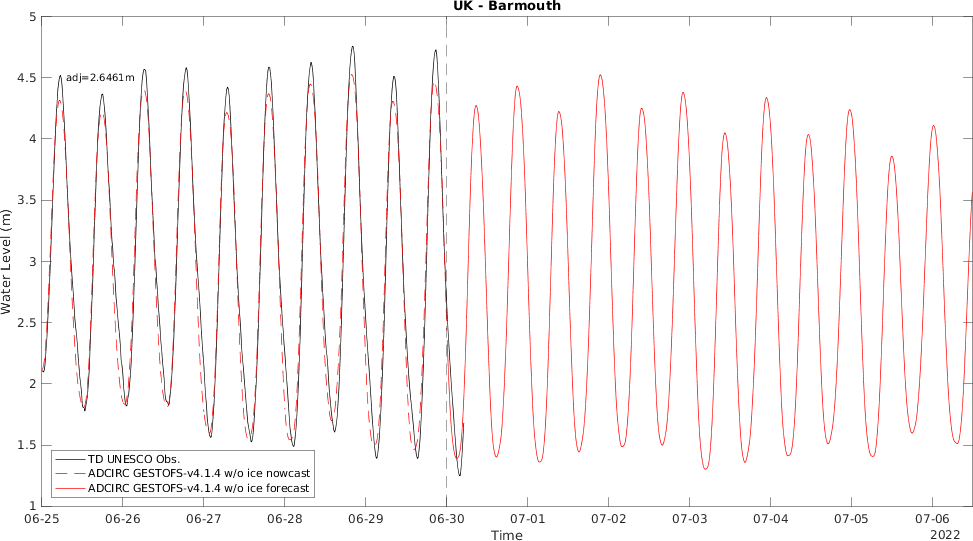 UK - Barmouth
adj=2.6461m
Water Level (m)
5
4.5
4
3.5
3
2.5
2
1.5
1
TD UNESCO Obs.
ADCIRC GESTOFS-v4.1.4 w/o ice nowcast
ADCIRC GESTOFS-v4.1.4 w/o ice forecast
06-25 06-26 06-27 06-28 06-29 06-30 07-01 07-02 07-03 07-04 07-05 07-06
Time
2022